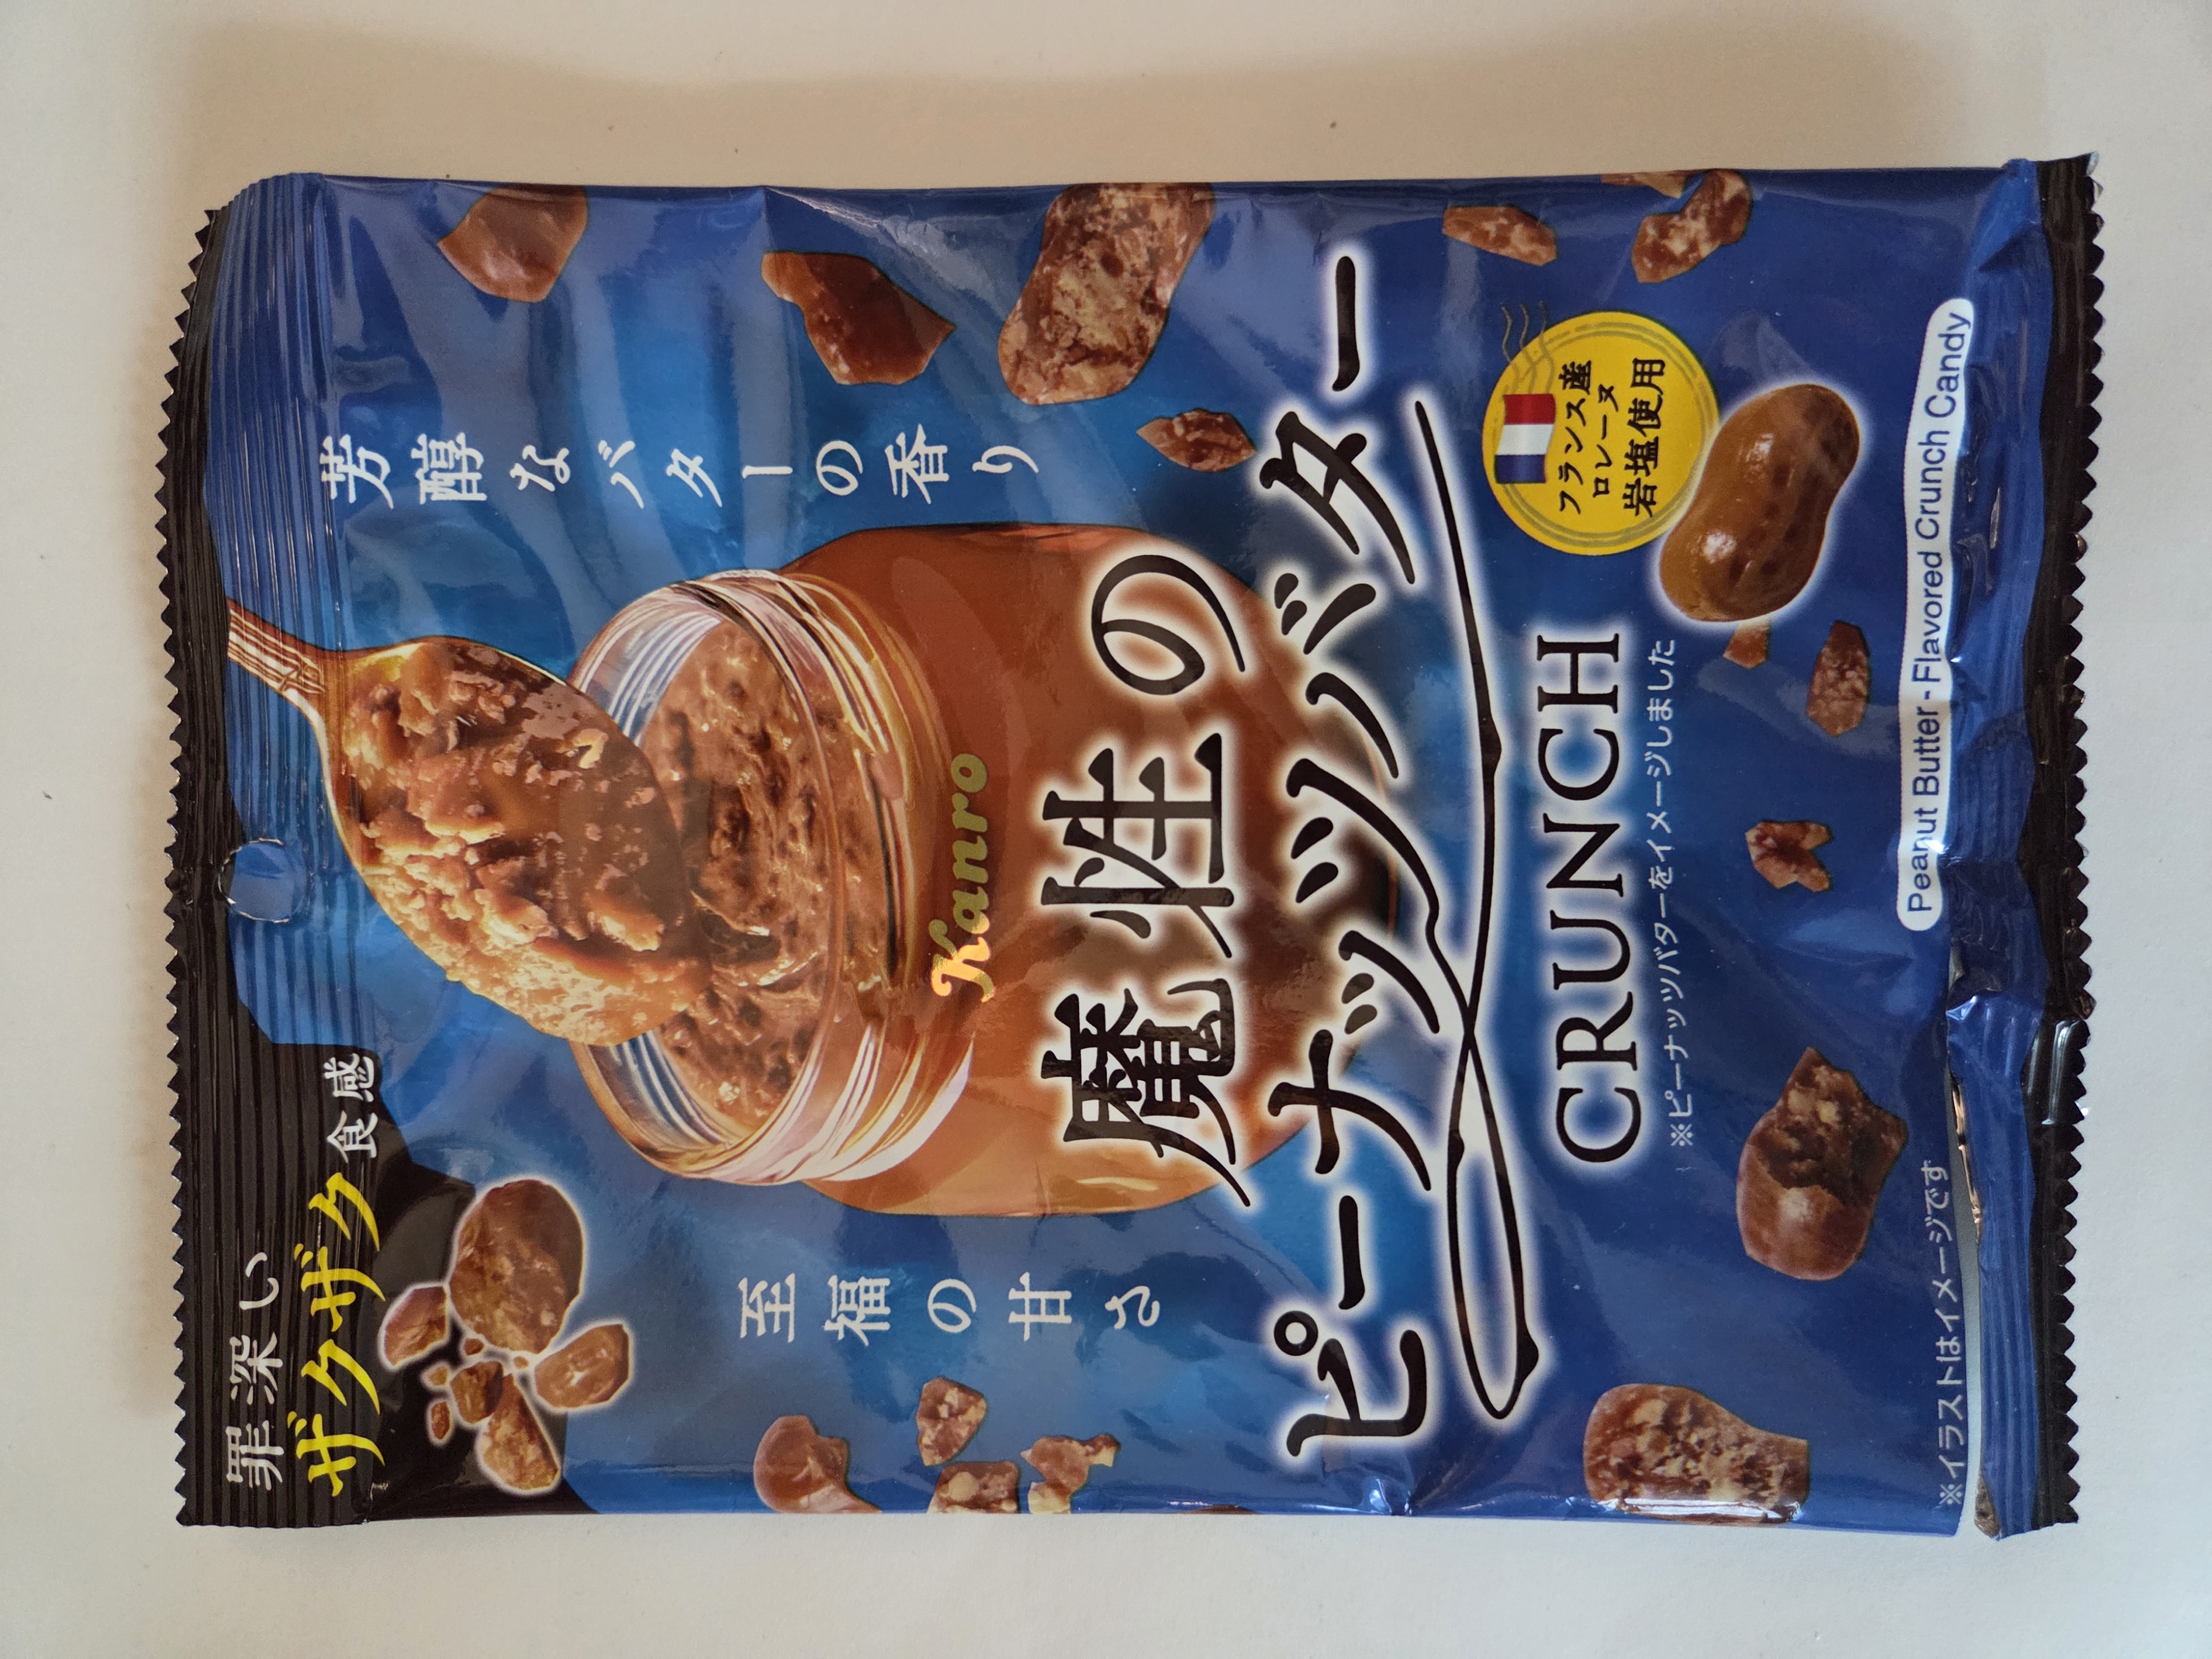 罪深い
ザクザク食感
芳醇なバターの香り
至福の甘さ
Kanro
魔性の
ピーナッツバター
CRUNCH
※ピーナッツバターをイメージしました
フランス産
ロレーヌ
岩塩使用
Peanut Butter-Flavored Crunch Candy
※イラストはイメージです